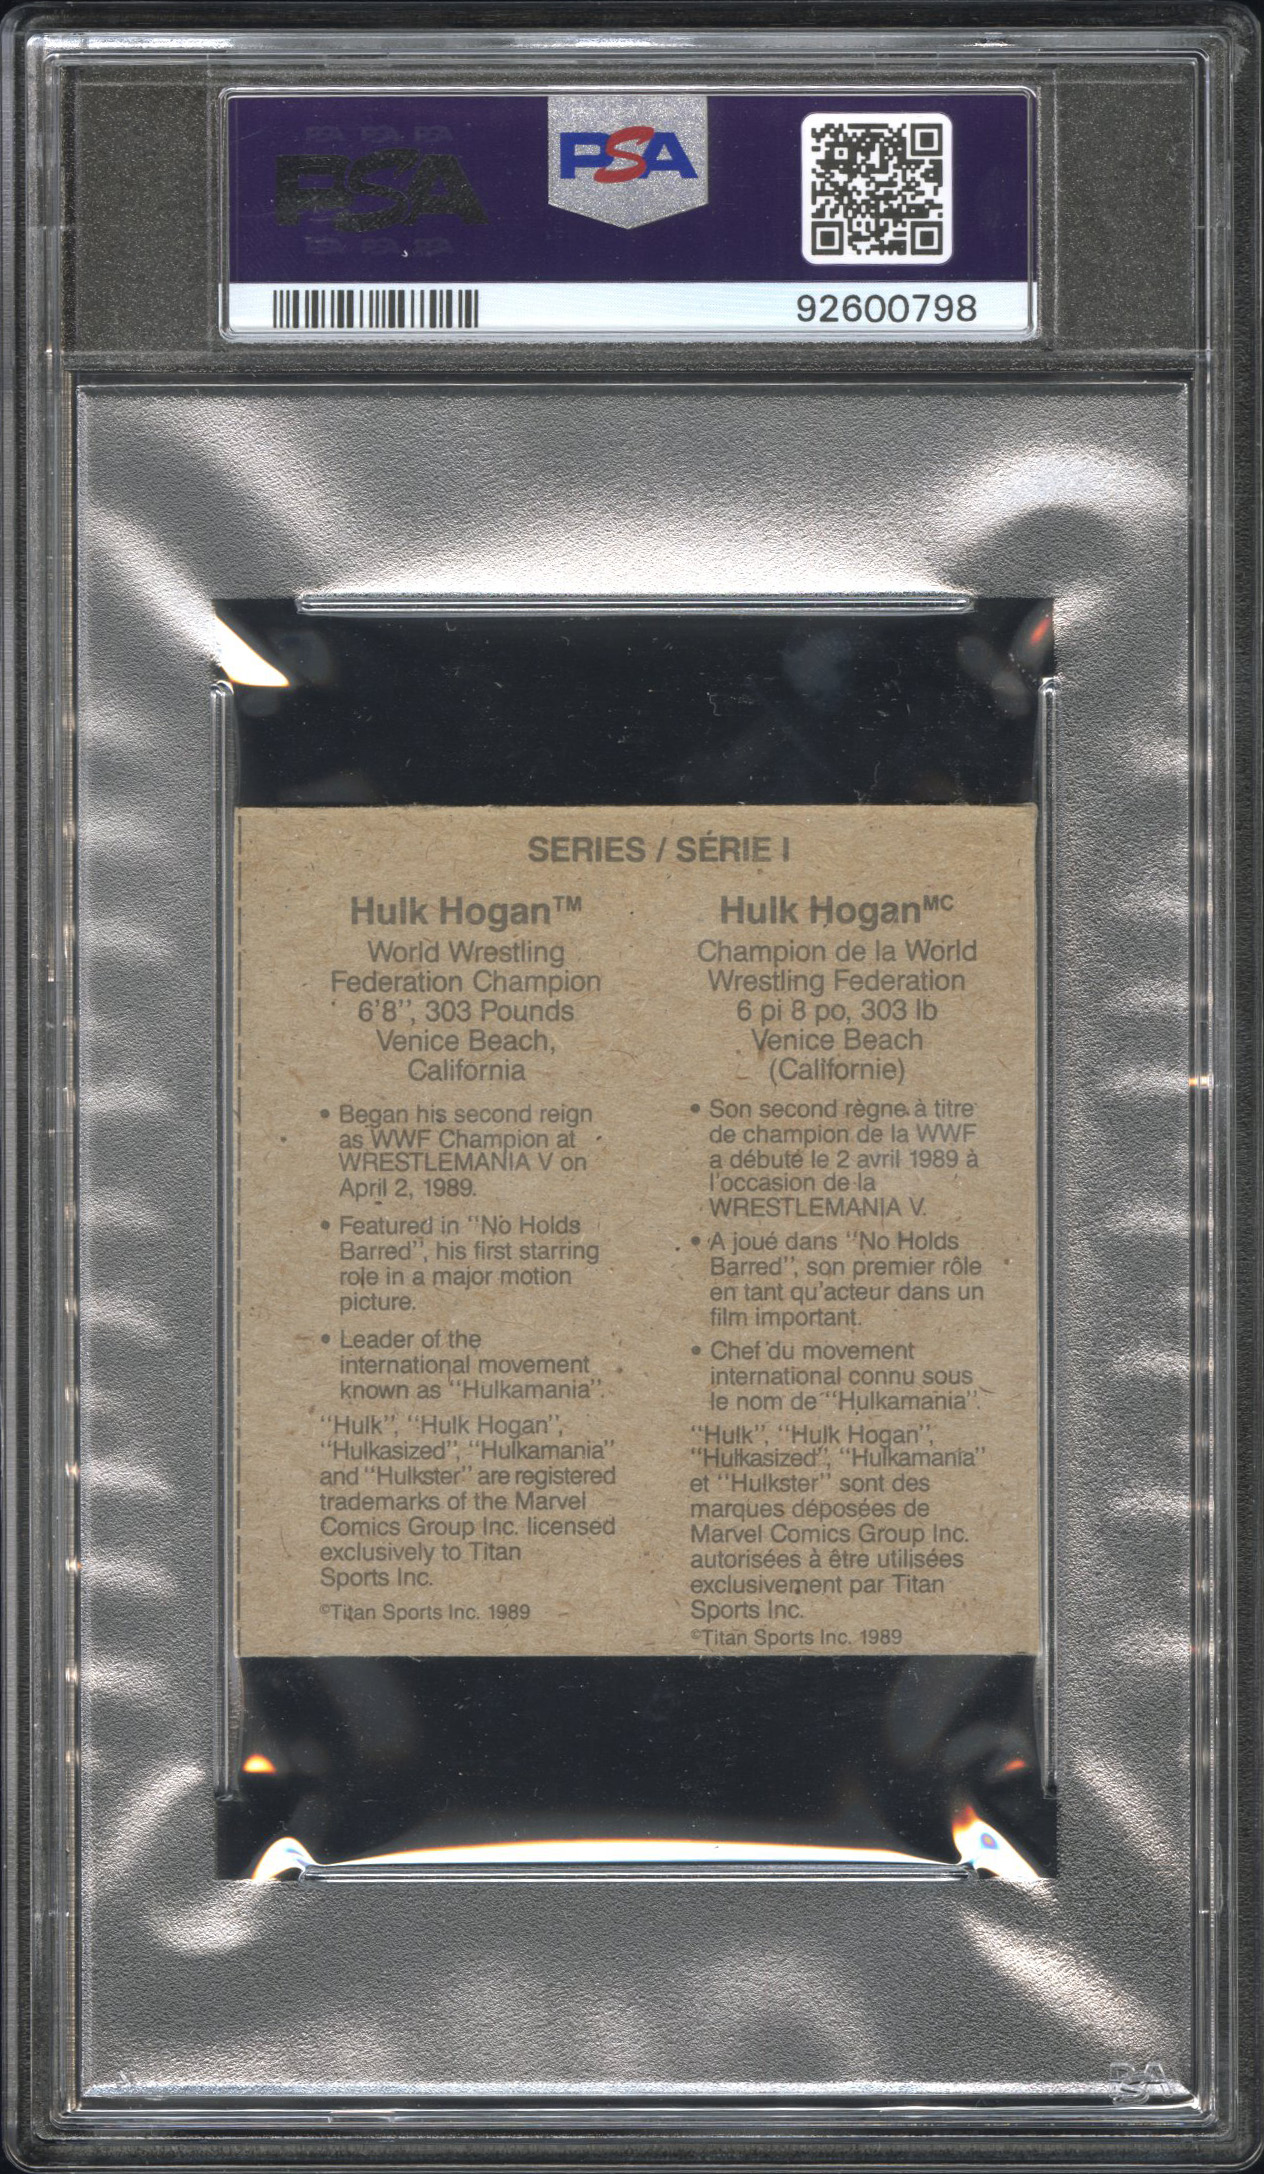 PSA
PSA
92600798
SERIES / SÉRIE I
Hulk Hogan™
World Wrestling
Federation Champion
6'8'', 303 Pounds
Venice Beach,
California
• Began his second reign
as WWF Champion at
WRESTLEMANIA V on
April 2, 1989.
• Featured in ''No Holds
Barred'', his first starring
role in a major motion
picture.
• Leader of the
international movement
known as ''Hulkamania''.
''Hulk'', ''Hulk Hogan'',
''Hulkasized'', ''Hulkamania''
and ''Hulkster'' are registered
trademarks of the Marvel
Comics Group Inc. licensed
exclusively to Titan
Sports Inc.
©Titan Sports Inc. 1989
Hulk Hogan MC
Champion de la World
Wrestling Federation
6 pi 8 po, 303 lb
Venice Beach
(Californie)
• Son second règne à titre
de champion de la WWF
a débuté le 2 avril 1989 à
l'occasion de la
WRESTLEMANIA V.
• A joué dans ''No Holds
Barred'', son premier rôle
en tant qu'acteur dans un
film important.
• Chef du movement
international connu sous
le nom de ''Hulkamania''.
''Hulk'', ''Hulk Hogan'',
''Hulkasized'', ''Hulkamania''
et ''Hulkster'' sont des
marques déposées de
Marvel Comics Group Inc.
autorisées à être utilisées
exclusivement par Titan
Sports Inc.
©Titan Sports Inc. 1989
PSA